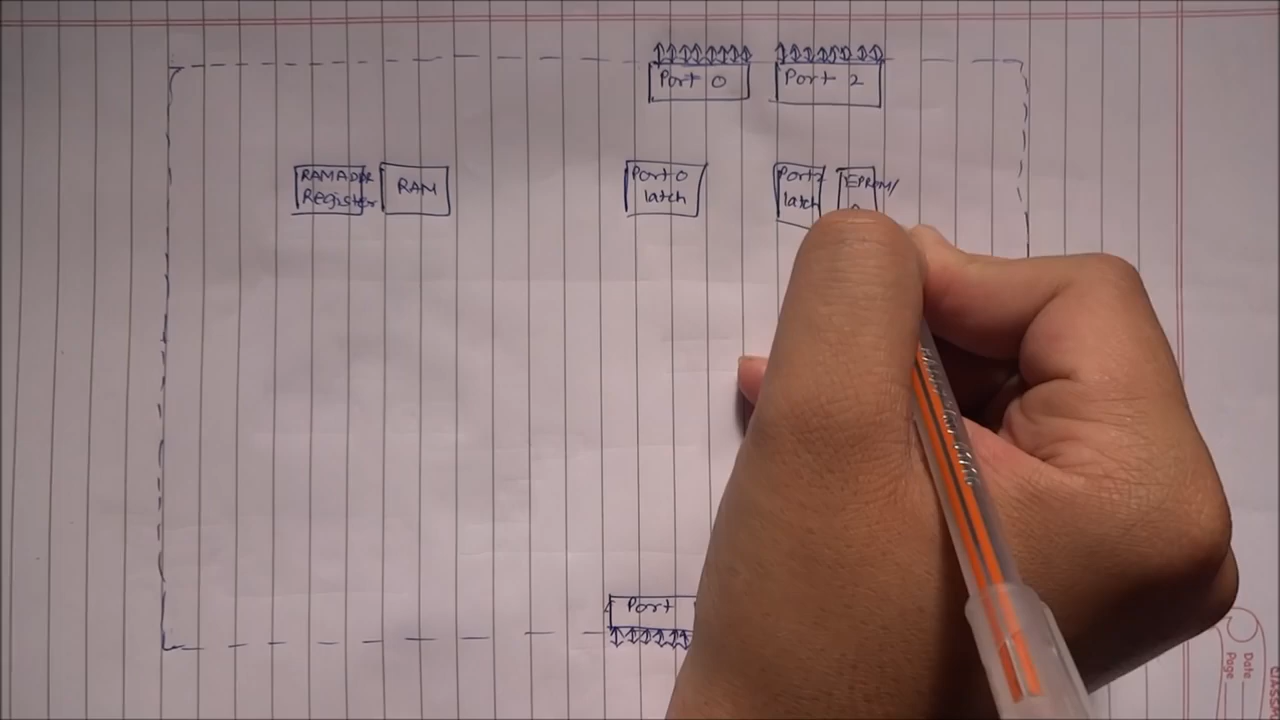 Port 0
Port 2
RAM ADDR
Register
RAM
Port 0
latch
Port 2
latch
EPROM/
Port
Date
Page